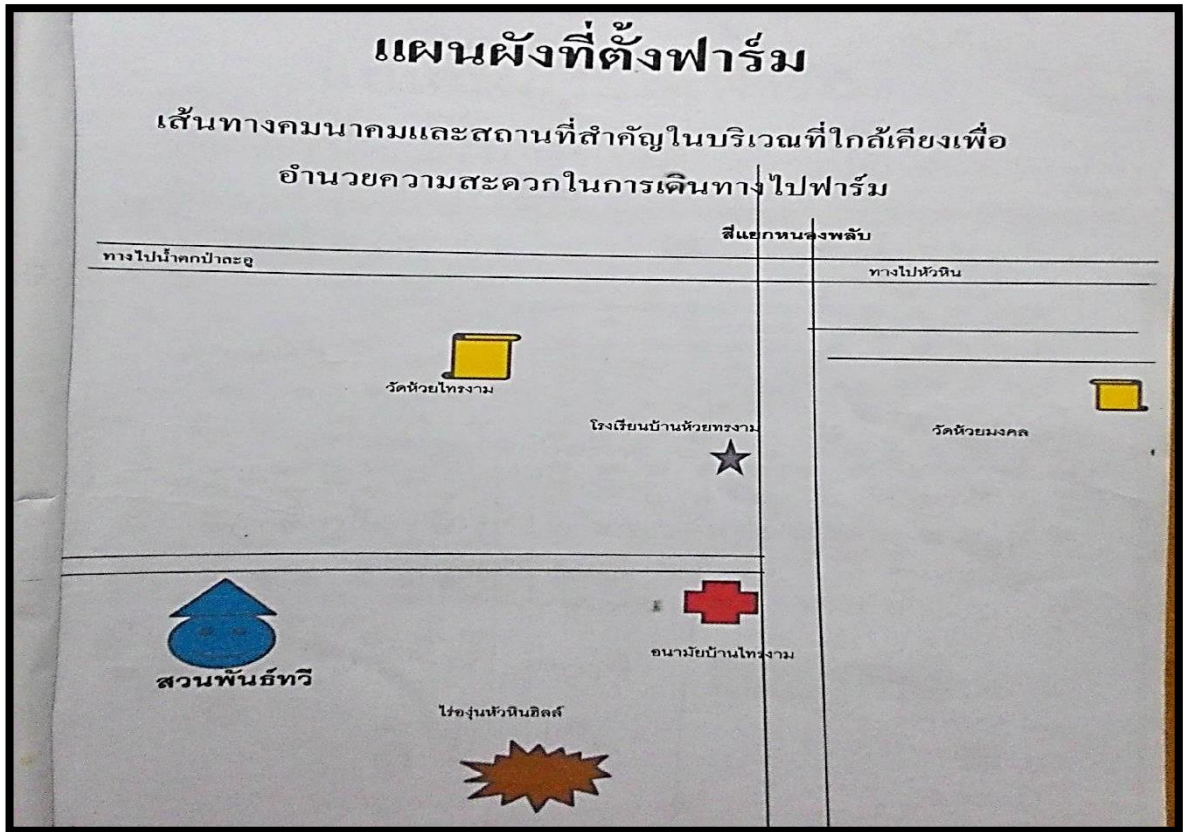 แผนผังที่ตั้งฟาร์ม
เส้นทางคมนาคมและสถานที่สำคัญในบริเวณที่ใกล้เคียงเพื่อ
อำนวยความสะดวกในการเดินทางไปฟาร์ม
สี่แยกหนองพลับ
ทางไปน้ำตกป่าละอู
ทางไปหัวหิน
วัดห้วยไทรงาม
โรงเรียนบ้านห้วยทรงาม
วัดห้วยมงคล
อนามัยบ้านไทรงาม
สวนพันธ์ทวี
ไร่องุ่นหัวหินฮิลล์